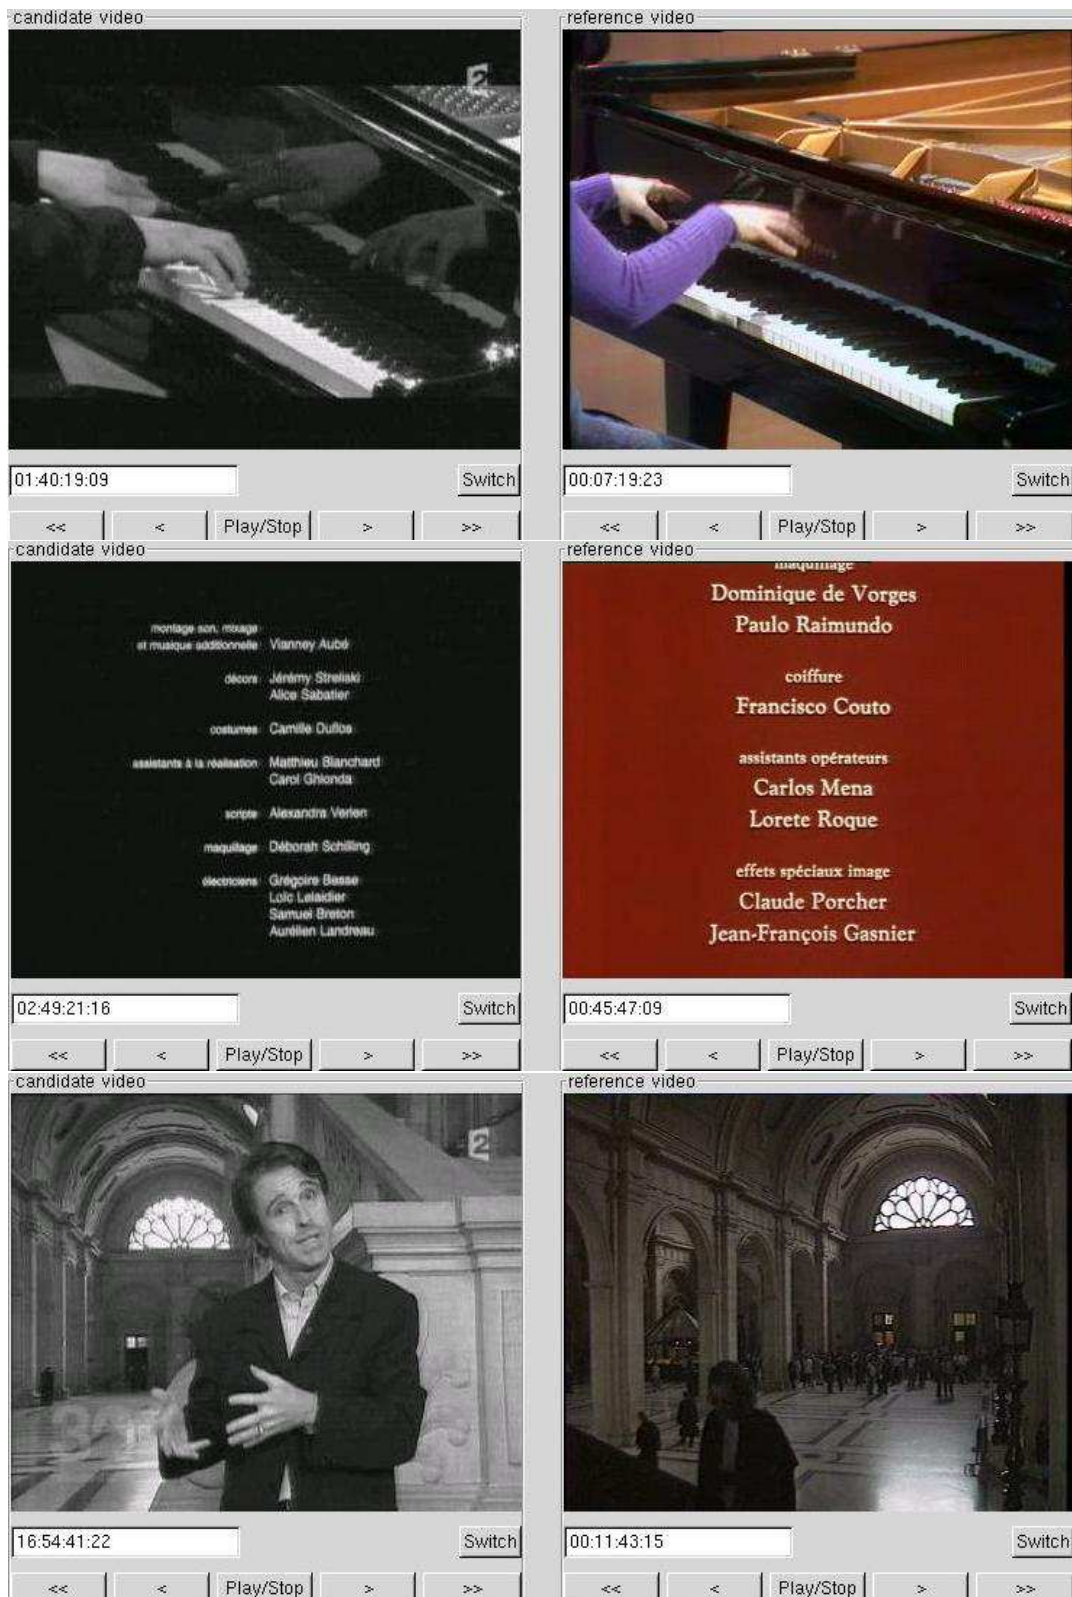 candidate video
reference video
2
01:40:19:09
Switch
00:07:19:23
Switch
<<
<
Play/Stop
>
>>
<<
<
Play/Stop
>
>>
candidate video
reference video
montage son, mixage
et musique additionnelle Vianney Aubé
décors Jérémy Streliski
Alice Sabatier
costumes Camille Duflos
assistants à la réalisation Matthieu Blanchard
Carol Ghionda
scripte Alexandra Verlen
maquillage Déborah Schilling
électriciens Grégoire Besse
Loïc Lelaidier
Samuel Breton
Aurélien Landreau
maquillage
Dominique de Vorges
Paulo Raimundo
coiffure
Francisco Couto
assistants opérateurs
Carlos Mena
Lorete Roque
effets spéciaux image
Claude Porcher
Jean-François Gasnier
02:49:21:16
Switch
00:45:47:09
Switch
<<
<
Play/Stop
>
>>
<<
<
Play/Stop
>
>>
candidate video
reference video
2
16:54:41:22
Switch
00:11:43:15
Switch
<<
<
Play/Stop
>
>>
<<
<
Play/Stop
>
>>